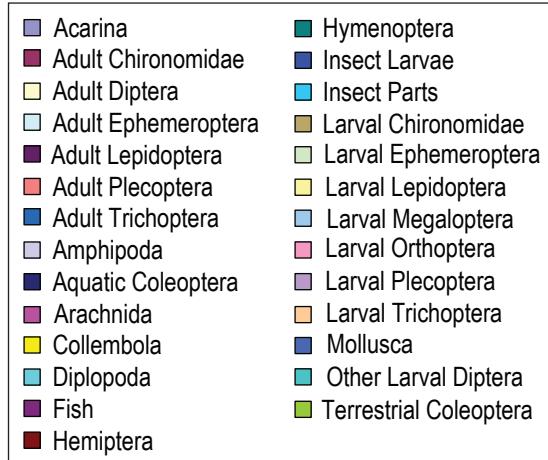 Acarina
Adult Chironomidae
Adult Diptera
Adult Ephemeroptera
Adult Lepidoptera
Adult Plecoptera
Adult Trichoptera
Amphipoda
Aquatic Coleoptera
Arachnida
Collembola
Diplopoda
Fish
Hemiptera
Hymenoptera
Insect Larvae
Insect Parts
Larval Chironomidae
Larval Ephemeroptera
Larval Lepidoptera
Larval Megaloptera
Larval Orthoptera
Larval Plecoptera
Larval Trichoptera
Mollusca
Other Larval Diptera
Terrestrial Coleoptera